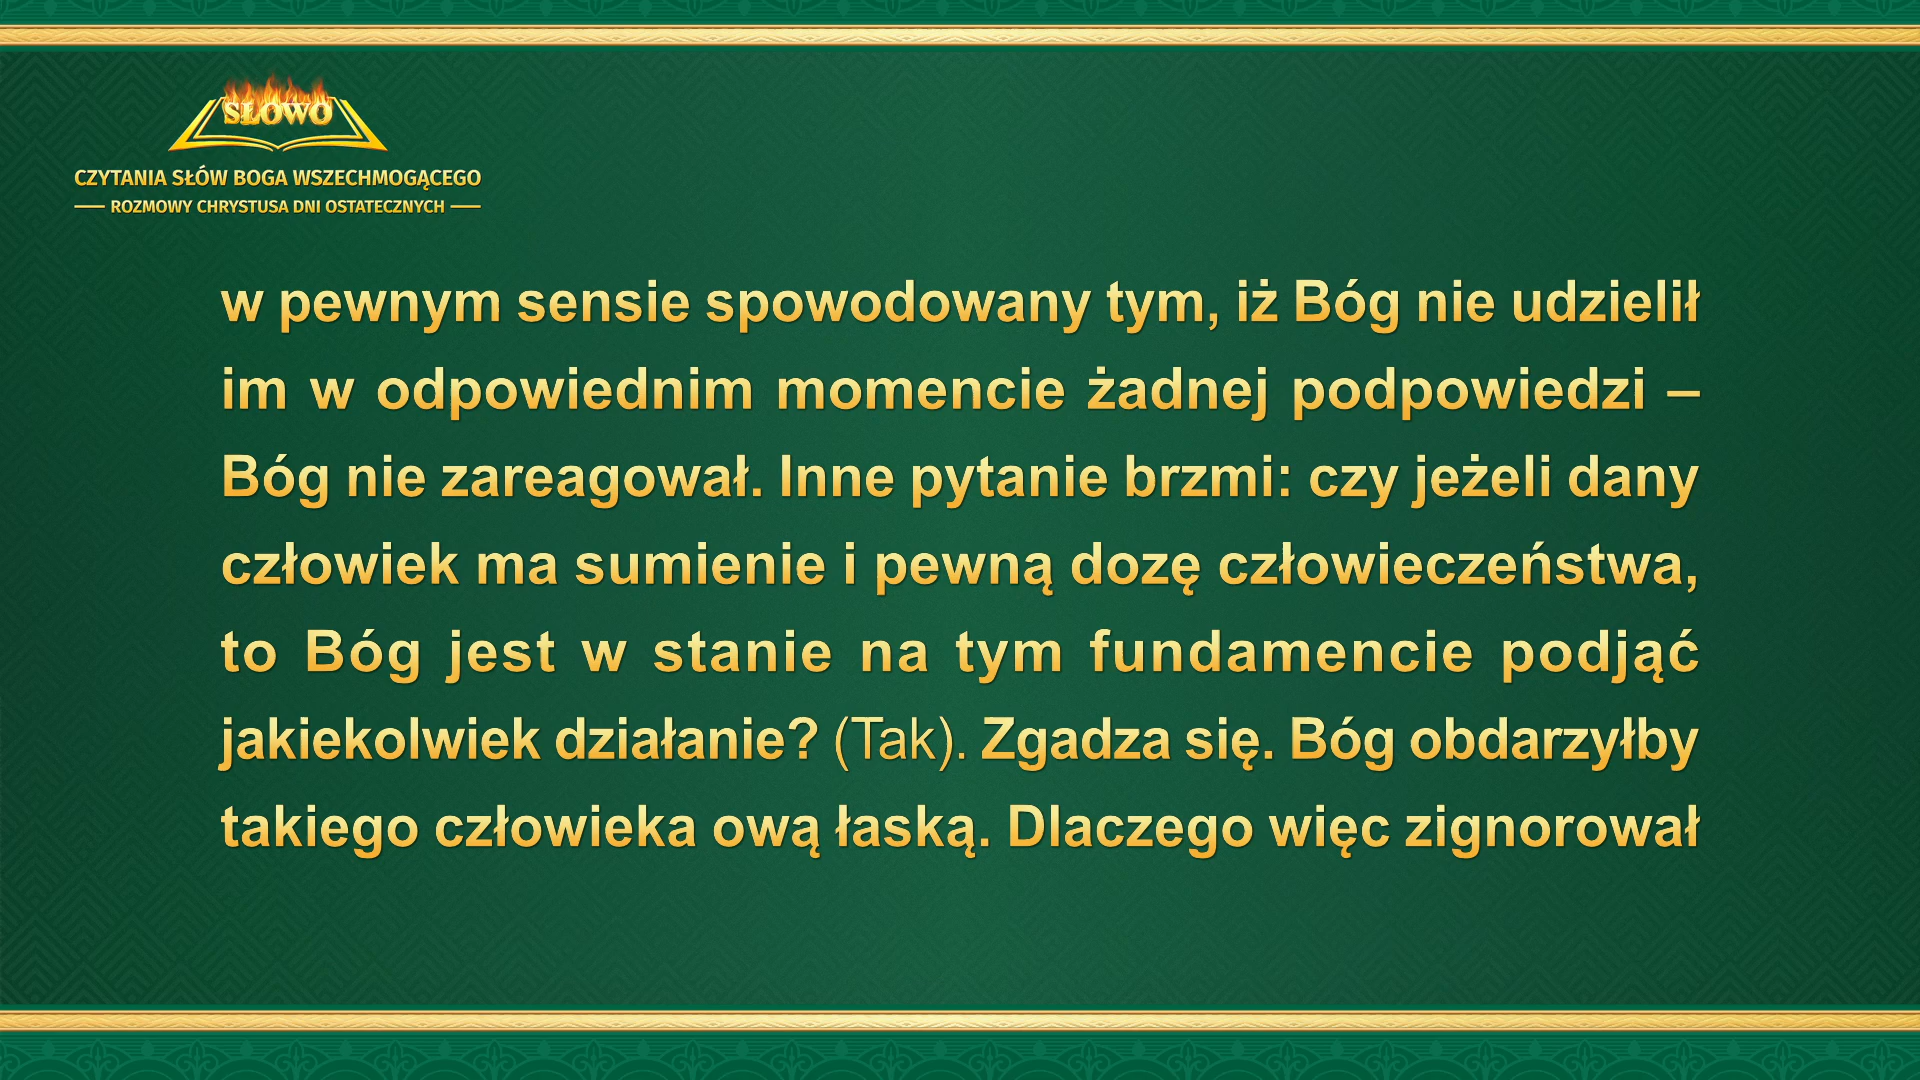 SŁOWO
CZYTANIA SŁÓW BOGA WSZECHMOGĄCEGO
ROZMOWY CHRYSTUSA DNI OSTATECZNYCH
w pewnym sensie spowodowany tym, iż Bóg nie udzielił
im w odpowiednim momencie żadnej podpowiedzi –
Bóg nie zareagował. Inne pytanie brzmi: czy jeżeli dany
człowiek ma sumienie i pewną dozę człowieczeństwa,
to Bóg jest w stanie na tym fundamencie podjąć
jakiekolwiek działanie? (Tak). Zgadza się. Bóg obdarzyłby
takiego człowieka ową łaską. Dlaczego więc zignorował